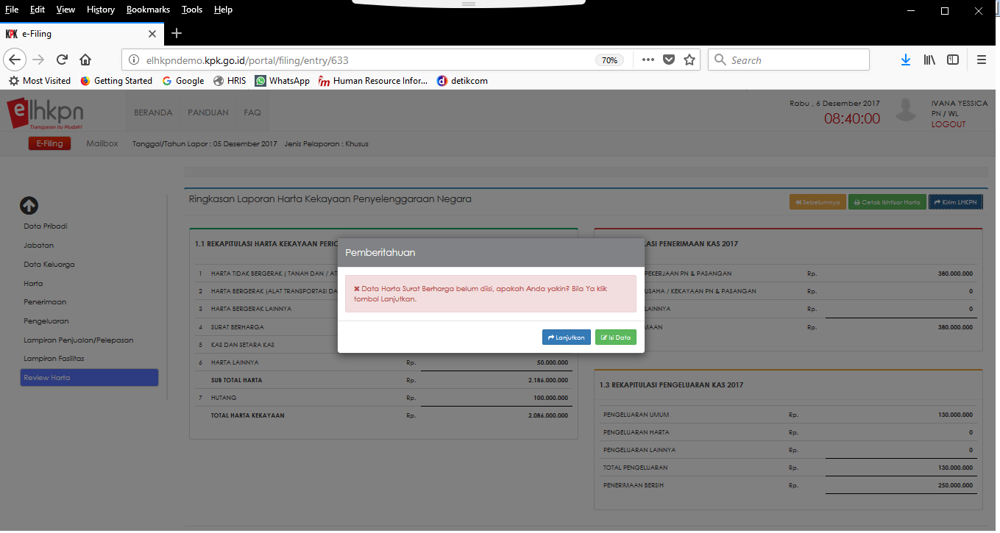 File Edit View History Bookmarks Tools Help
KPK e-Filing
elhkpndemo.kpk.go.id/portal/filing/entry/633 70% Search
Most Visited Getting Started Google HRIS WhatsApp Human Resource Infor... detikcom
elhkpn
Transparan itu Mudah!
BERANDA PANDUAN FAQ
Rabu , 6 Desember 2017
08:40:00
IVANA YESSICA
PN / WL
LOGOUT
E-Filing Mailbox Tanggal/Tahun Lapor : 05 Desember 2017 Jenis Pelaporan : Khusus
Data Pribadi
Jabatan
Data Keluarga
Harta
Penerimaan
Pengeluaran
Lampiran Penjualan/Pelepasan
Lampiran Fasilitas
Review Harta
Ringkasan Laporan Harta Kekayaan Penyelenggaraan Negara
Sebelumnya Cetak Ikhtisar Harta Kirim LHKPN
1.1 REKAPITULASI HARTA KEKAYAAN PERIO
1 HARTA TIDAK BERGERAK ( TANAH DAN / AT
2 HARTA BERGERAK (ALAT TRANSPORTASI DA
3 HARTA BERGERAK LAINNYA
4 SURAT BERHARGA
5 KAS DAN SETARA KAS
6 HARTA LAINNYA Rp. 50.000.000
SUB TOTAL HARTA Rp. 2.186.000.000
7 HUTANG Rp. 100.000.000
TOTAL HARTA KEKAYAAN Rp. 2.086.000.000
Pemberitahuan
Data Harta Surat Berharga belum diisi, apakah Anda yakin? Bila Ya klik
tombol Lanjutkan.
Lanjutkan Isi Data
ASI PENERIMAAN KAS 2017
PEKERJAAN PN & PASANGAN Rp. 380.000.000
USAHA / KEKAYAAN PN & PASANGAN Rp. 0
LAINNYA Rp. 0
MAAN Rp. 380.000.000
1.3 REKAPITULASI PENGELUARAN KAS 2017
PENGELUARAN UMUM Rp. 130.000.000
PENGELUARAN HARTA Rp. 0
PENGELUARAN LAINNYA Rp. 0
TOTAL PENGELUARAN Rp. 130.000.000
PENERIMAAN BERSIH Rp. 250.000.000